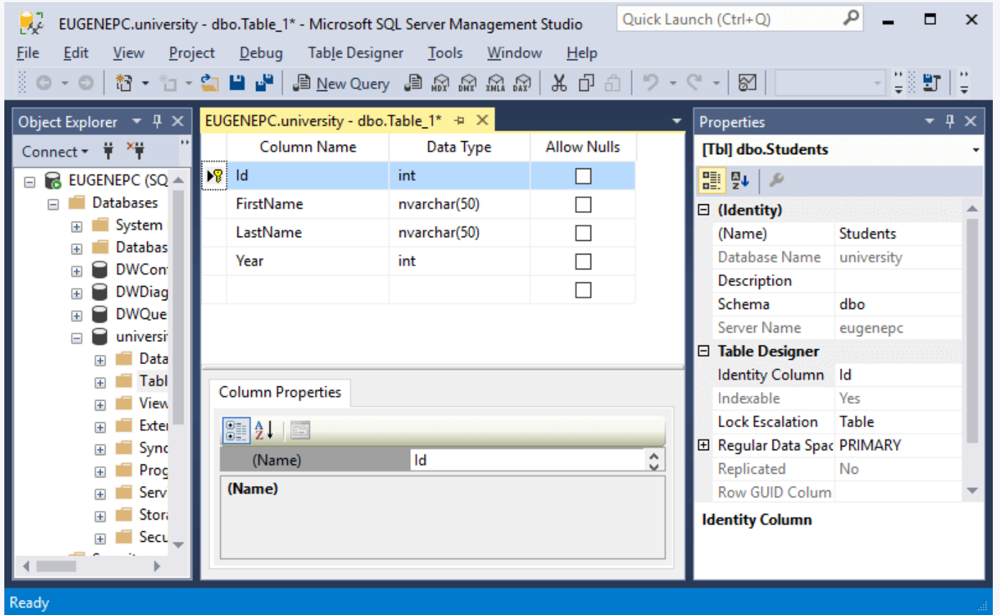 EUGENEPC.university - dbo.Table_1* - Microsoft SQL Server Management Studio
Quick Launch (Ctrl+Q)
File Edit View Project Debug Table Designer Tools Window Help
New Query MDX DMX XMLA DAX
Object Explorer
Connect
EUGENEPC (SQ
Databases
System
Databas
DWCon
DWDiag
DWQue
universit
Data
Tabl
View
Exter
Sync
Prog
Serv
Stora
Secu
EUGENEPC.university - dbo.Table_1*
Column Name Data Type Allow Nulls
Id int
FirstName nvarchar(50)
LastName nvarchar(50)
Year int
Column Properties
(Name) Id
(Name)
Properties
[Tbl] dbo.Students
(Identity)
(Name) Students
Database Name university
Description
Schema dbo
Server Name eugenepc
Table Designer
Identity Column Id
Indexable Yes
Lock Escalation Table
Regular Data Spac PRIMARY
Replicated No
Row GUID Colum
Identity Column
Ready